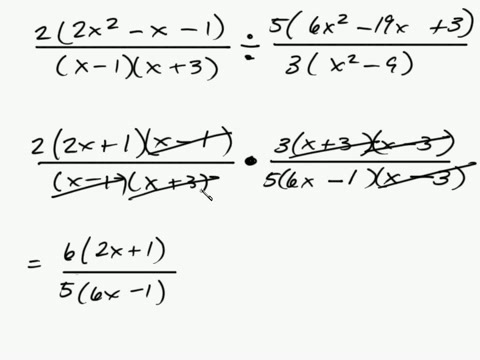 2(2x² - x - 1) / (x-1)(x+3) ÷ 5(6x² - 19x + 3) / 3(x² - 9)
2(2x+1)(x-1) / (x-1)(x+3) • 3(x+3)(x-3) / 5(6x-1)(x-3)
= 6(2x+1) / 5(6x-1)